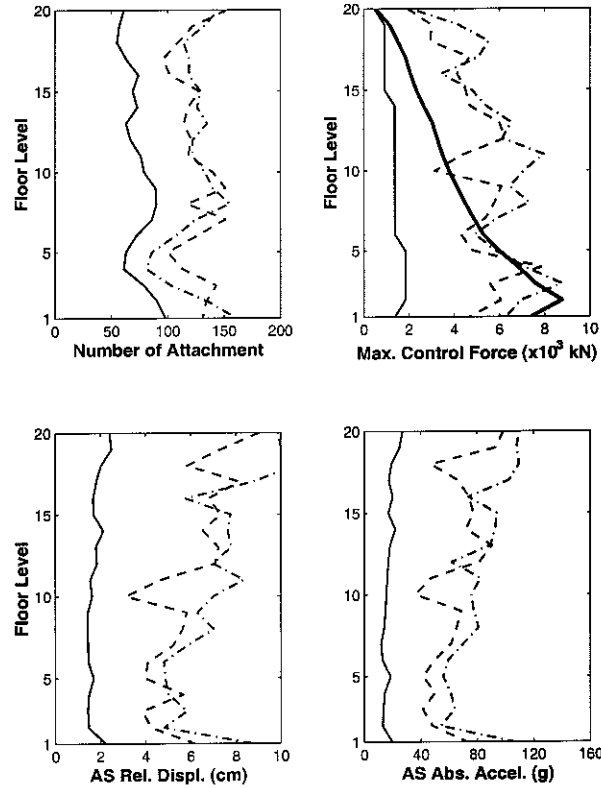 20
15
10
5
1
Floor Level
0 50 100 150 200
Number of Attachment
20
15
10
5
1
Floor Level
0 2 4 6 8 10
Max. Control Force (x10³ kN)
20
15
10
5
1
Floor Level
0 2 4 6 8 10
AS Rel. Displ. (cm)
20
15
10
5
1
0 40 80 120 160
AS Abs. Accel. (g)